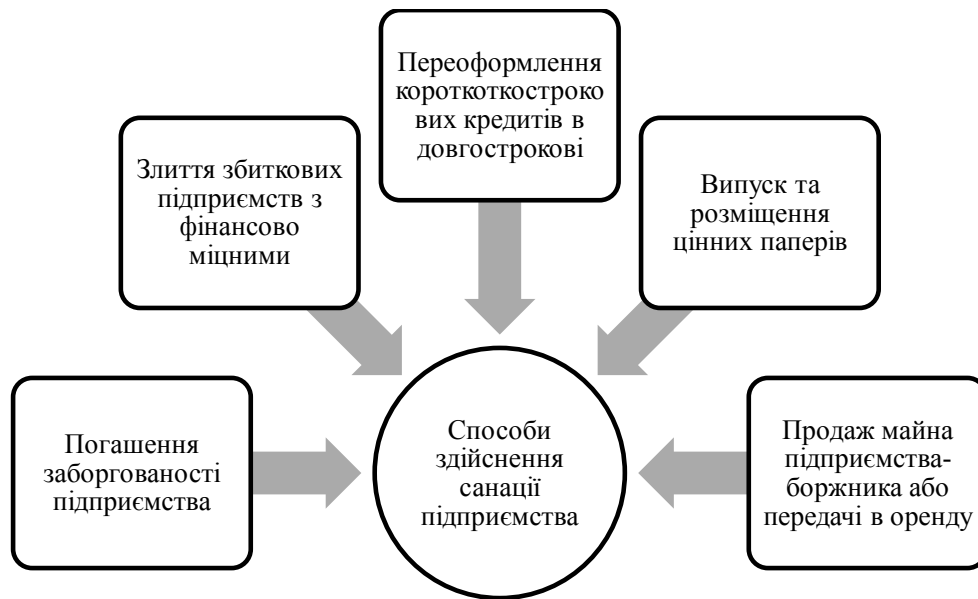 Переоформлення
короткоткостроко
вих кредитів в
довгострокові
Злиття збиткових
підприємств з
фінансово
міцними
Випуск та
розміщення
цінних паперів
Погашення
заборгованості
підприємства
Способи
здійснення
санації
підприємства
Продаж майна
підприємства-
боржника або
передачі в оренду